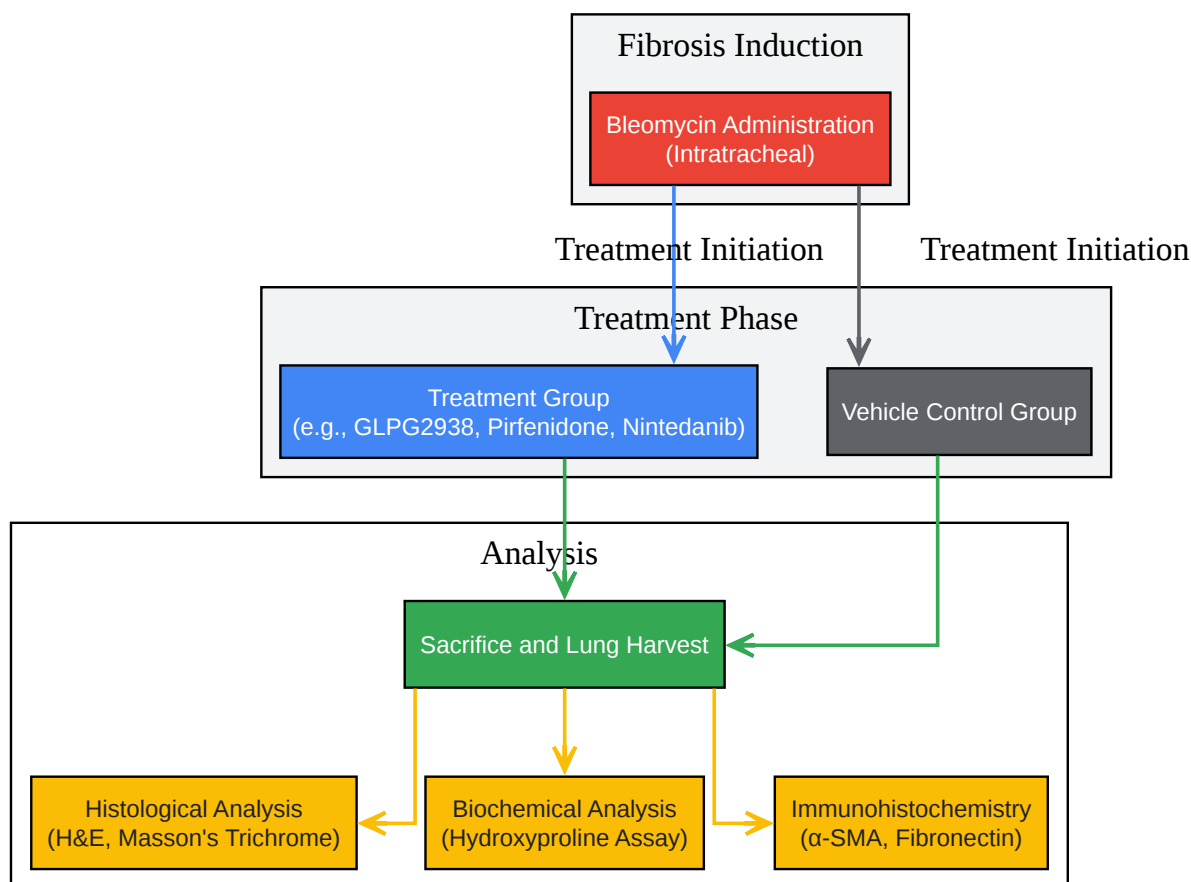 Fibrosis Induction
Bleomycin Administration
(Intratracheal)
Treatment Initiation
Treatment Initiation
Treatment Phase
Treatment Group
(e.g., GLPG2938, Pirfenidone, Nintedanib)
Vehicle Control Group
Analysis
Sacrifice and Lung Harvest
Histological Analysis
(H&E, Masson's Trichrome)
Biochemical Analysis
(Hydroxyproline Assay)
Immunohistochemistry
(α-SMA, Fibronectin)